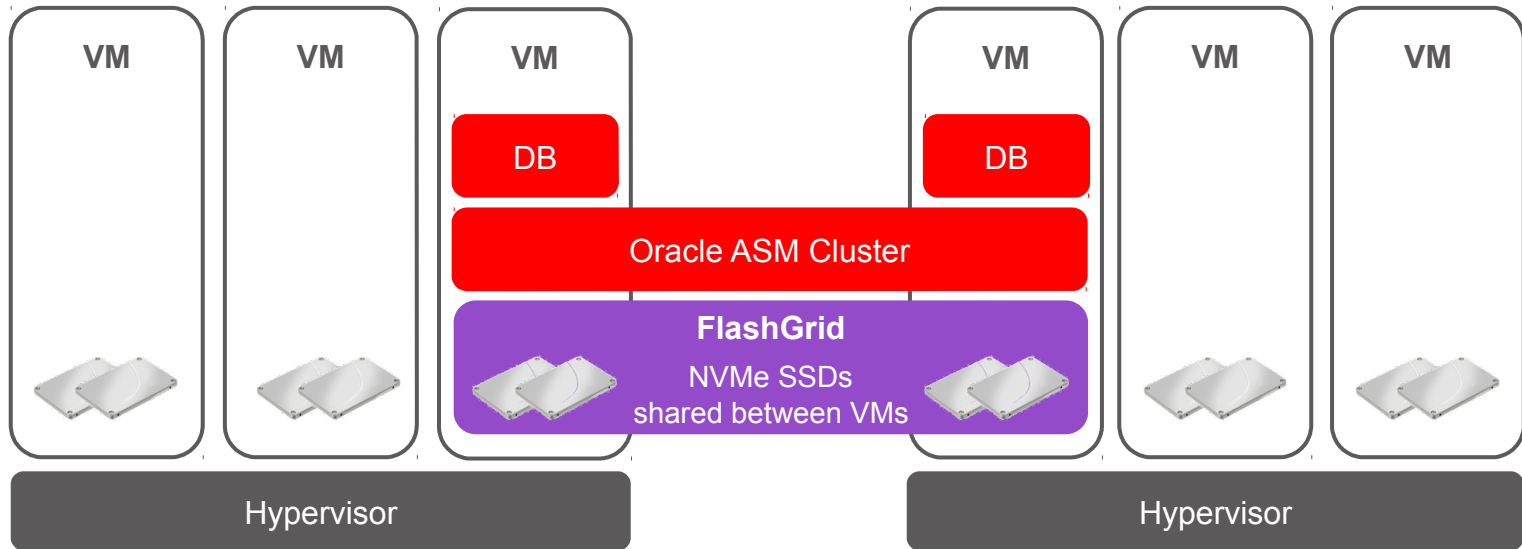 VM
VM
VM
VM
VM
VM
DB
DB
Oracle ASM Cluster
FlashGrid
NVMe SSDs
shared between VMs
Hypervisor
Hypervisor